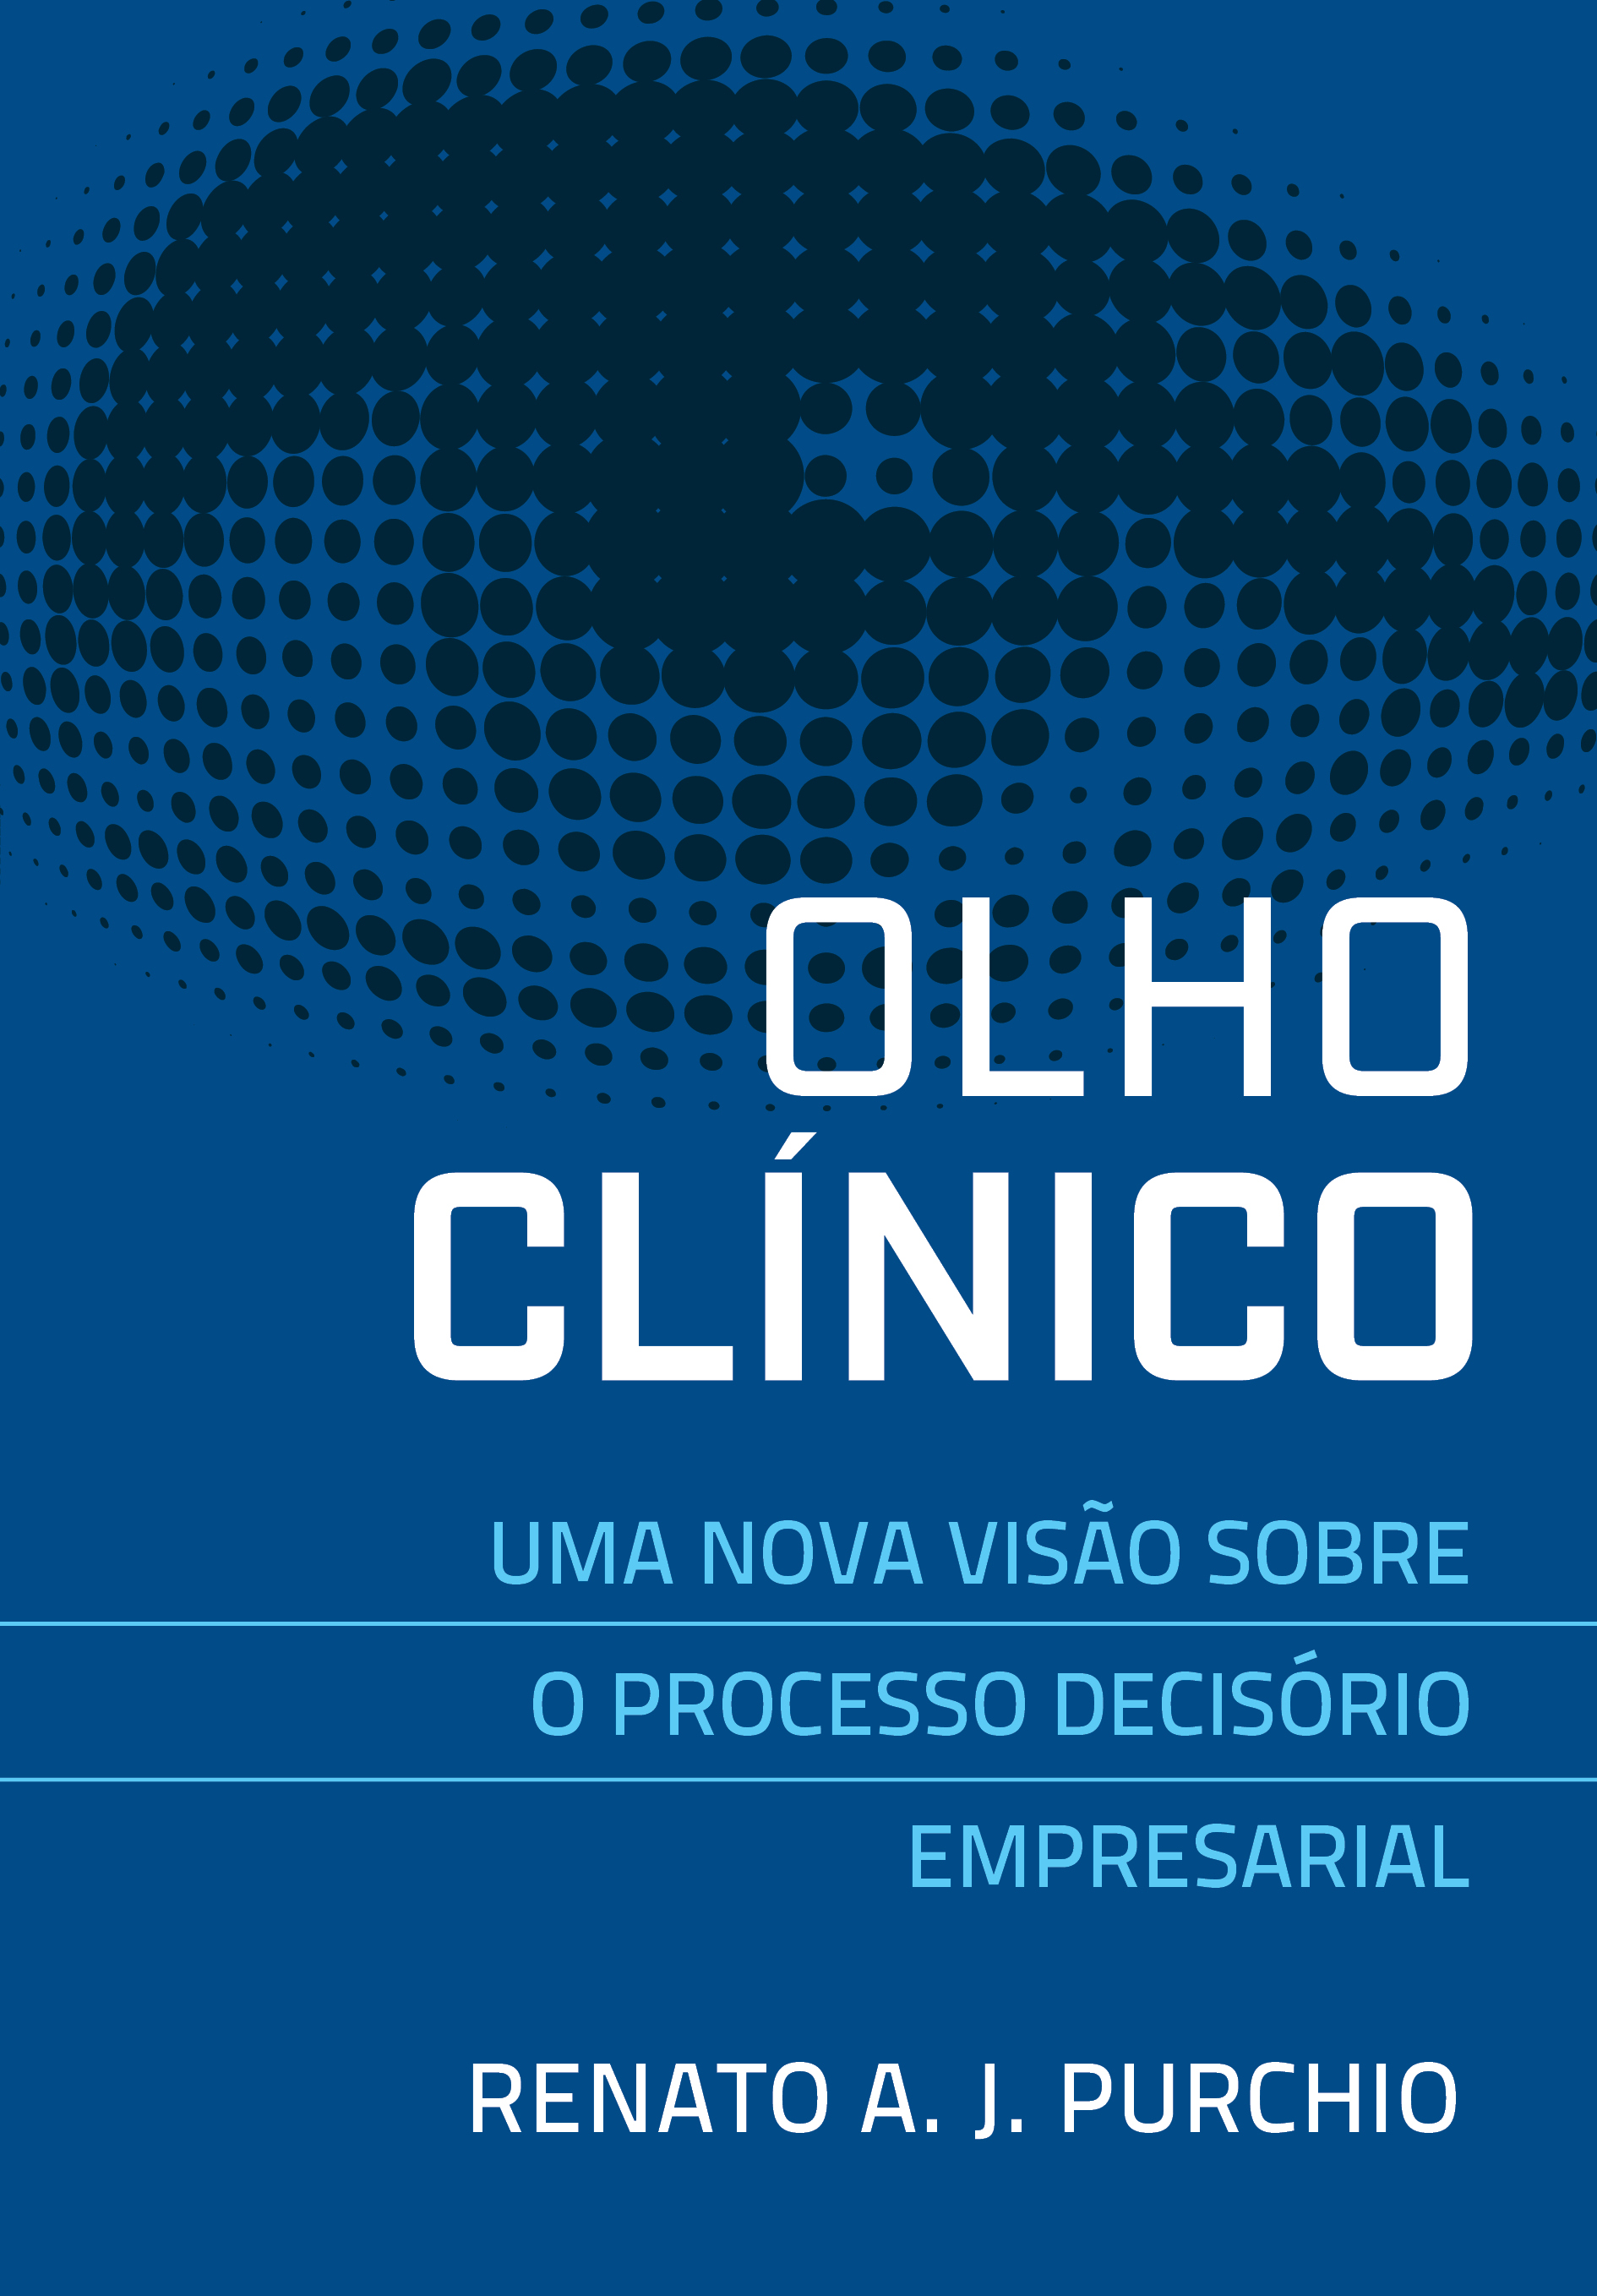 OLHO
CLÍNICO
UMA NOVA VISÃO SOBRE
O PROCESSO DECISÓRIO
EMPRESARIAL
RENATO A. J. PURCHIO